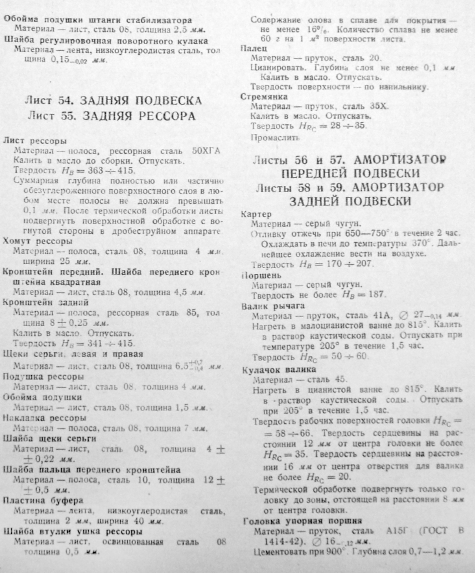 Обойма подушки штанги стабилизатора
Материал — лист, сталь 08, толщина 2,5 мм.
Шайба регулировочная поворотного кулака
Материал — лента, низкоуглеродистая сталь, тол
щина 0,15—0,02 мм.
Лист 54. ЗАДНЯЯ ПОДВЕСКА
Лист 55. ЗАДНЯЯ РЕССОРА
Лист рессоры
Материал — полоса, рессорная сталь 50ХГА
Калить в масло до сборки. Отпускать.
Твердость HB = 363 ÷ 415.
Суммарная глубина полностью или частично
обезуглероженного поверхностного слоя в лю-
бом месте полосы не должна превышать
0,1 мм. После термической обработки листы
подвергнуть поверхностной обработке с во-
гнутой стороны в дробеструйном аппарате
Хомут рессоры
Материал — полоса, сталь 08, толщина 4 мм,
ширина 25 мм.
Кронштейн передний. Шайба переднего крон
штейна квадратная
Материал — лист, сталь 08, толщина 4,5 мм.
Кронштейн задний
Материал — полоса, рессорная сталь 85, тол
щина 8 ± 0,25 мм.
Калить в масло. Отпускать.
Твердость HB = 341 ÷ 415.
Щеки серьги, левая и правая
Материал — лист, сталь 08, толщина 6,5 мм
Подушка рессоры
Материал — лист, сталь 08, толщина 4 мм.
Обойма подушки
Материал — лист, сталь 08, толщина 1,5 мм.
Накладка рессоры
Материал — полоса, сталь 08, толщина 7 мм.
Шайба щеки серьги
Материал — лист, сталь 08, толщина 4 ±
± 0,22 мм.
Шайба пальца переднего кронштейна
Материал — полоса, сталь 10, толщина 12 ±
± 0,5 мм.
Пластина буфера
Материал — лента, низкоуглеродистая сталь,
толщина 2 мм, ширина 40 мм.
Шайба втулки ушка рессоры
Материал — лист, освинцованная сталь 08
толщина 0,5 мм.
Содержание олова в сплаве для покрытия —
не менее 16%. Количество сплава не менее
60 г на 1 м² поверхности листа.
Палец
Материал — пруток, сталь 20.
Цианировать. Глубина слоя не менее 0,1 мм
Калить в масло. Отпускать.
Твердость поверхности — по напильнику.
Стремянка
Материал — пруток, сталь 35Х.
Калить в масло. Отпускать.
Твердость HRC = 28 ÷ 35.
Промаслить
Листы 56 и 57. АМОРТИЗАТОР
ПЕРЕДНЕЙ ПОДВЕСКИ
Листы 58 и 59. АМОРТИЗАТОР
ЗАДНЕЙ ПОДВЕСКИ
Картер
Материал — серый чугун.
Отливку отжечь при 650—750° в течение 2 час.
Охлаждать в печи до температуры 370°. Даль-
нейшее охлаждение вести на воздухе.
Твердость HB = 170 ÷ 207.
Поршень
Материал — серый чугун.
Твердость не более HB = 187.
Валик рычага
Материал — пруток, сталь 41А, ∅ 27—0,14 мм.
Нагреть в малоцианистой ванне до 815°. Калить
в раствор каустической соды. Отпускать при
температуре 205° в течение 1,5 час.
Твердость HRC = 50 ÷ 60.
Кулачок валика
Материал — сталь 45.
Нагреть в цианистой ванне до 815°. Калить
в раствор каустической соды. Отпускать
при 205° в течение 1,5 час.
Твердость рабочих поверхностей головки HRC =
= 58 ÷ 66. Твердость сердцевины на рас-
стоянии 12 мм от центра головки не более
HRC = 35. Твердость сердцевины на расстоя-
нии 16 мм от центра отверстия для валика
не более HRC = 20.
Термической обработке подвергнуть только го-
ловку до зоны, отстоящей на расстоянии 8 мм
от центра головки.
Головка упорная поршня
Материал — пруток, сталь А15Г (ГОСТ В
1414-42). ∅ 16—0,12 мм.
Цементовать при 900°. Глубина слоя 0,7—1,2 мм.